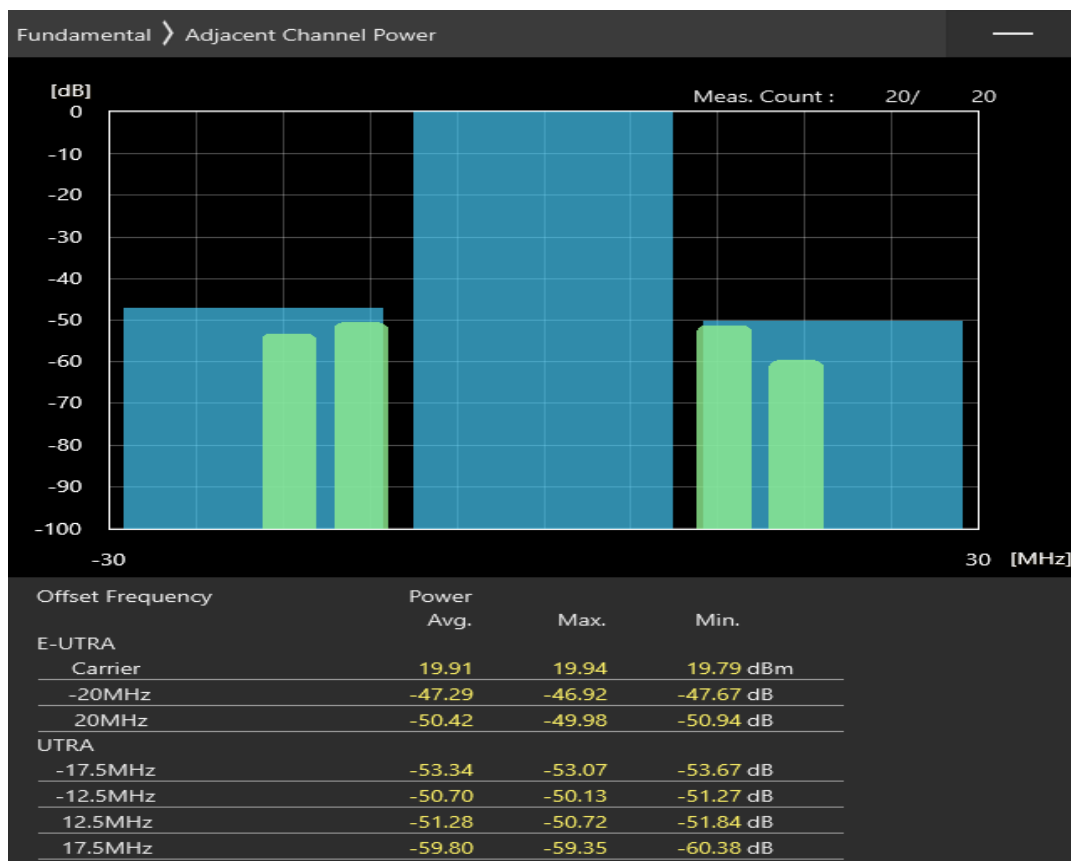 Fundamental ❯ Adjacent Channel Power
[dB]
Meas. Count : 20/ 20
0
-10
-20
-30
-40
-50
-60
-70
-80
-90
-100
-30 30 [MHz]
Offset Frequency Power
Avg. Max. Min.
E-UTRA
Carrier 19.91 19.94 19.79 dBm
-20MHz -47.29 -46.92 -47.67 dB
20MHz -50.42 -49.98 -50.94 dB
UTRA
-17.5MHz -53.34 -53.07 -53.67 dB
-12.5MHz -50.70 -50.13 -51.27 dB
12.5MHz -51.28 -50.72 -51.84 dB
17.5MHz -59.80 -59.35 -60.38 dB